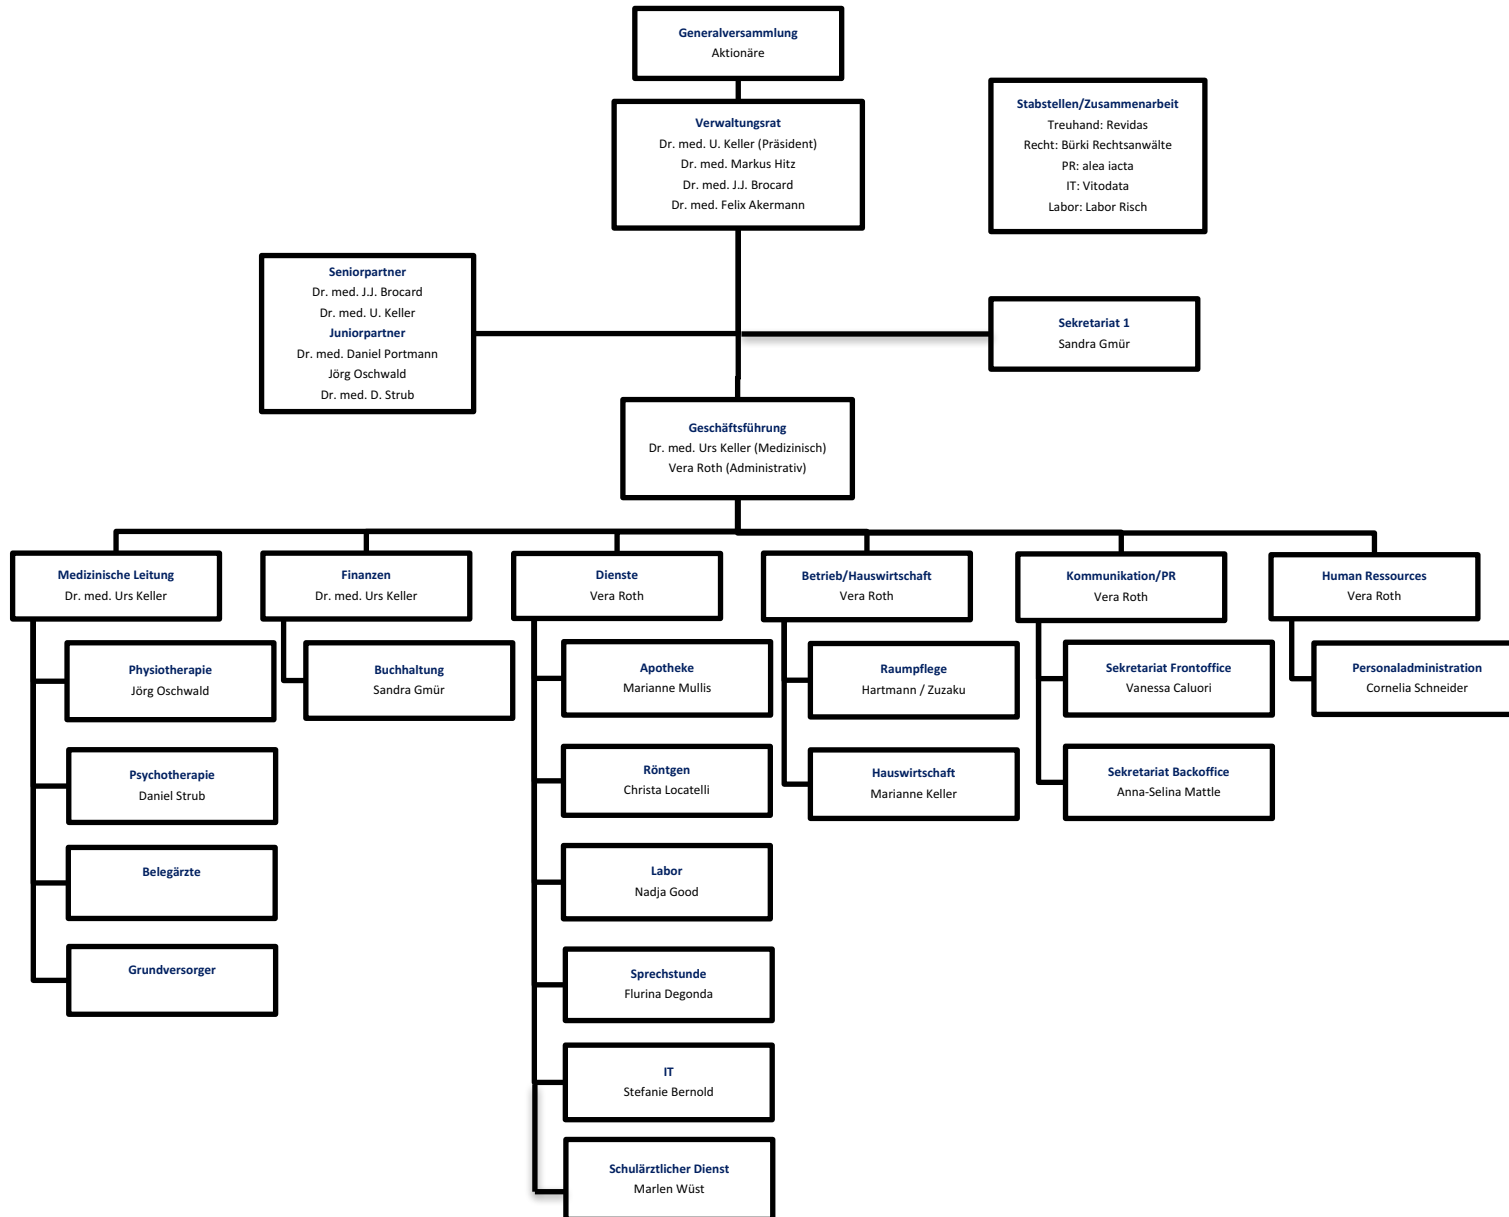 Generalversammlung
Aktionäre
Stabstellen/Zusammenarbeit
Treuhand: Revidas
Recht: Bürki Rechtsanwälte
PR: alea iacta
IT: Vitodata
Labor: Labor Risch
Verwaltungsrat
Dr. med. U. Keller (Präsident)
Dr. med. Markus Hitz
Dr. med. J.J. Brocard
Dr. med. Felix Akermann
Seniorpartner
Dr. med. J.J. Brocard
Dr. med. U. Keller
Juniorpartner
Dr. med. Daniel Portmann
Jörg Oschwald
Dr. med. D. Strub
Sekretariat 1
Sandra Gmür
Geschäftsführung
Dr. med. Urs Keller (Medizinisch)
Vera Roth (Administrativ)
Medizinische Leitung
Dr. med. Urs Keller
Physiotherapie
Jörg Oschwald
Psychotherapie
Daniel Strub
Belegärzte
Grundversorger
Finanzen
Dr. med. Urs Keller
Buchhaltung
Sandra Gmür
Dienste
Vera Roth
Apotheke
Marianne Mullis
Röntgen
Christa Locatelli
Labor
Nadja Good
Sprechstunde
Flurina Degonda
IT
Stefanie Bernold
Schulärztlicher Dienst
Marlen Wüst
Betrieb/Hauswirtschaft
Vera Roth
Raumpflege
Hartmann / Zuzaku
Hauswirtschaft
Marianne Keller
Kommunikation/PR
Vera Roth
Sekretariat Frontoffice
Vanessa Caluori
Sekretariat Backoffice
Anna-Selina Mattle
Human Ressources
Vera Roth
Personaladministration
Cornelia Schneider